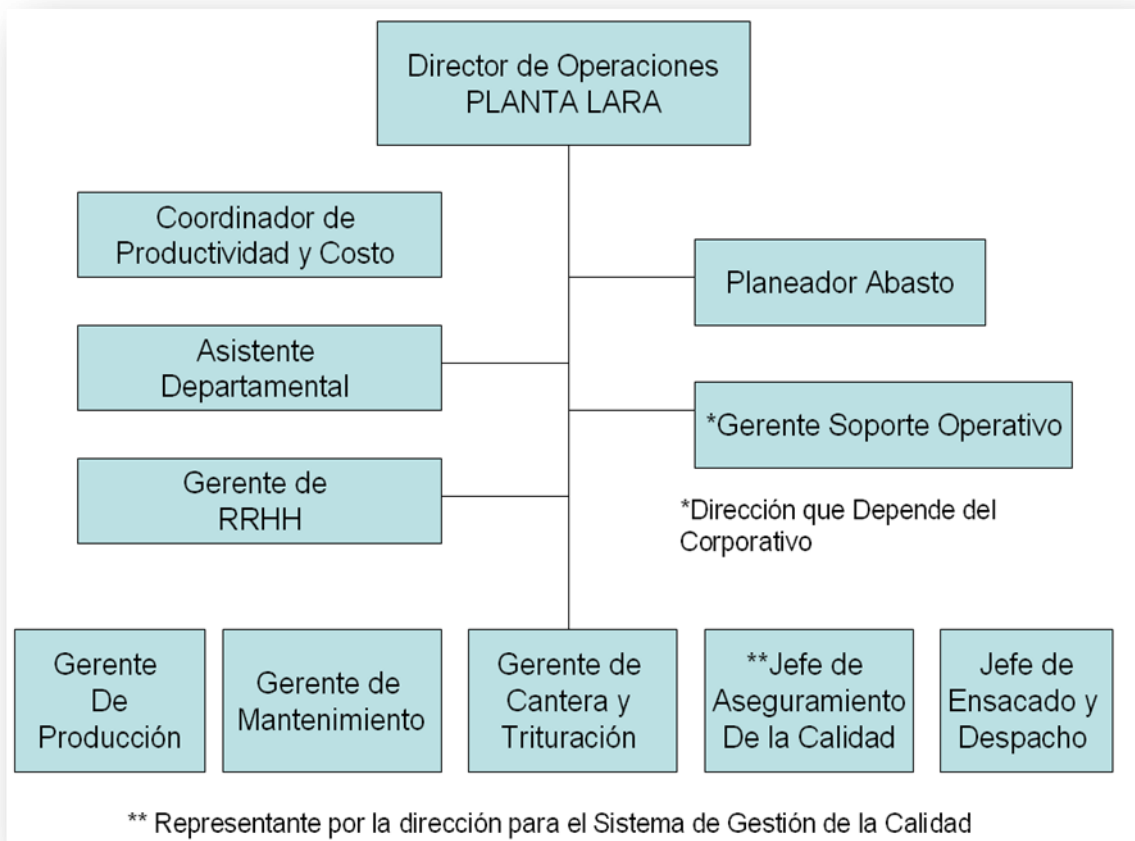 Director de Operaciones
PLANTA LARA
Coordinador de
Productividad y Costo
Planeador Abasto
Asistente
Departamental
*Gerente Soporte Operativo
Gerente de
RRHH
*Dirección que Depende del
Corporativo
Gerente
De
Producción
Gerente de
Mantenimiento
Gerente de
Cantera y
Trituración
**Jefe de
Aseguramiento
De la Calidad
Jefe de
Ensacado y
Despacho
** Representante por la dirección para el Sistema de Gestión de la Calidad